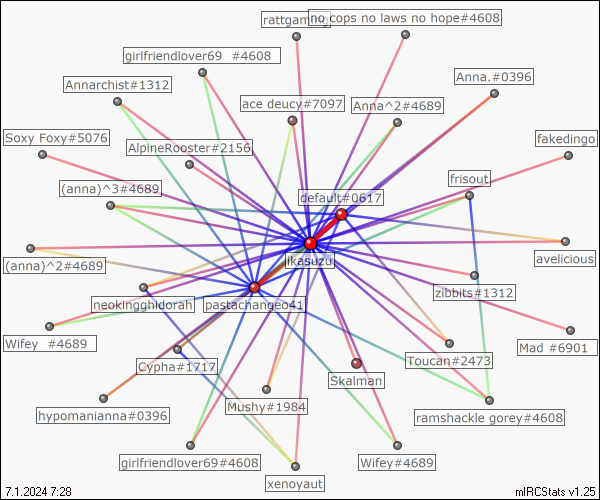 rattgaming
no cops no laws no hope#4608
girlfriendlover69 #4608
Annarchist#1312
Anna.#0396
ace deucy#7097
Anna^2#4689
Soxy Foxy#5076
AlpineRooster#2156
fakedingo
(anna)^3#4689
frisout
default#0617
likasuzu
avelicious
(anna)^2#4689
neokingghidorah
pastachange41
zibbits#1312
Wifey #4689
Mad #6901
Cypha#1717
Toucan#2473
Skalman
hypomanianna#0396
Mushy#1984
ramshackle gorey#4608
girlfriendlover69#4608
Wifey#4689
xenoyaut
7.1.2024 7:28
mIRCStats v1.25